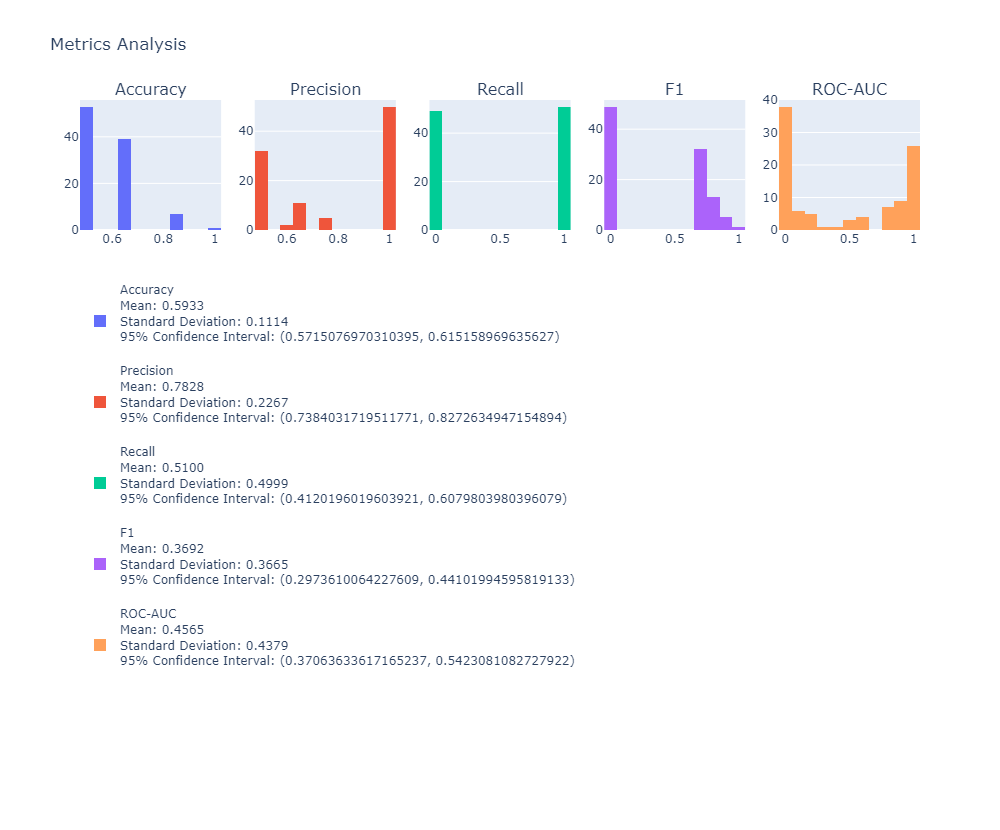 Metrics Analysis
Accuracy Precision Recall F1 ROC-AUC
40
20
0
0.6 0.8 1
40
20
0
0.6 0.8 1
40
20
0
0 0.5 1
40
20
0
0 0.5 1
40
30
20
10
0
0 0.5 1
Accuracy
Mean: 0.5933
Standard Deviation: 0.1114
95% Confidence Interval: (0.5715076970310395, 0.615158969635627)
Precision
Mean: 0.7828
Standard Deviation: 0.2267
95% Confidence Interval: (0.7384031719511771, 0.8272634947154894)
Recall
Mean: 0.5100
Standard Deviation: 0.4999
95% Confidence Interval: (0.4120196019603921, 0.6079803980396079)
F1
Mean: 0.3692
Standard Deviation: 0.3665
95% Confidence Interval: (0.2973610064227609, 0.44101994595819133)
ROC-AUC
Mean: 0.4565
Standard Deviation: 0.4379
95% Confidence Interval: (0.37063633617165237, 0.5423081082727922)